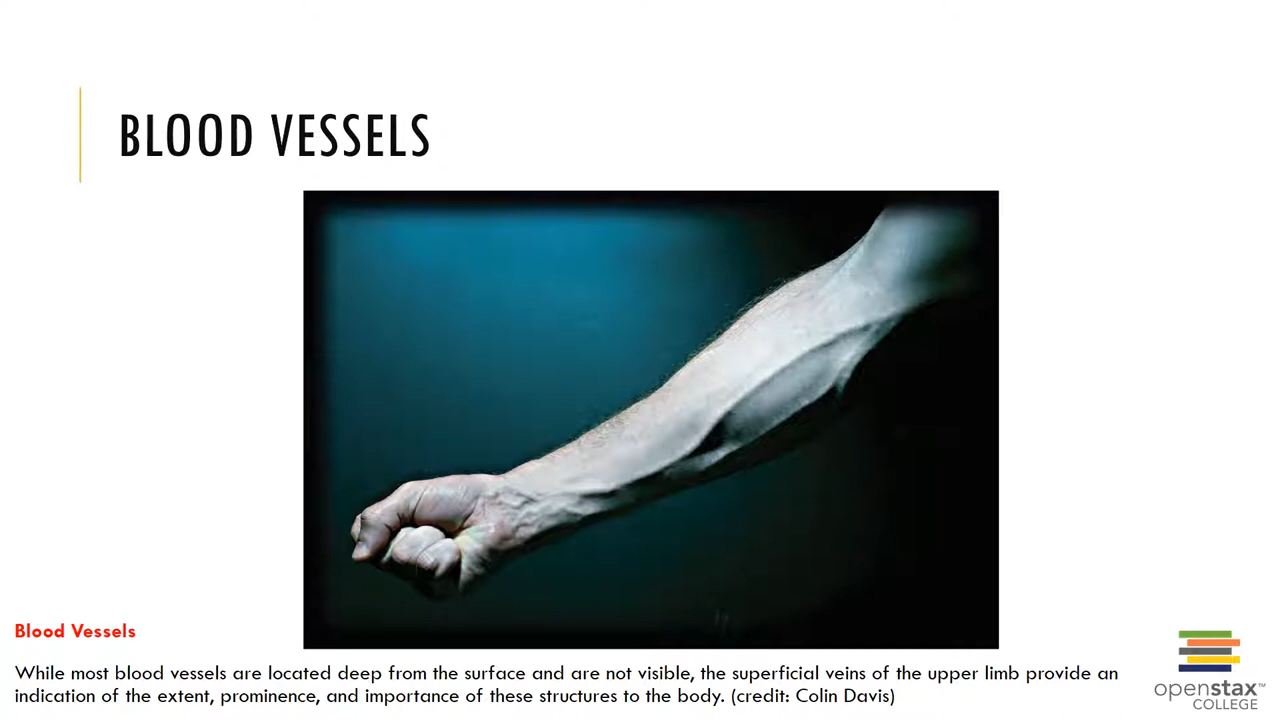 BLOOD VESSELS
Blood Vessels
While most blood vessels are located deep from the surface and are not visible, the superficial veins of the upper limb provide an
indication of the extent, prominence, and importance of these structures to the body. (credit: Colin Davis)
openstax™
COLLEGE